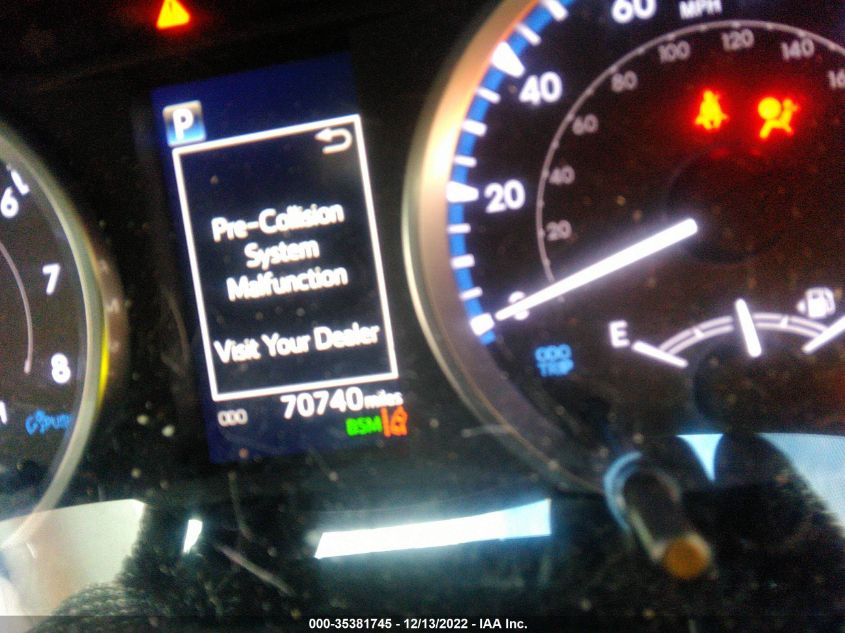 60 MPH
120
100
140
80
40
60
P
40
6
20
7
20
Pre-Collision
System
Malfunction
Visit Your Dealer
0
E
8
ODO
TRIP
ODO 70740 miles
BSM
000-35381745 - 12/13/2022 - IAA Inc.